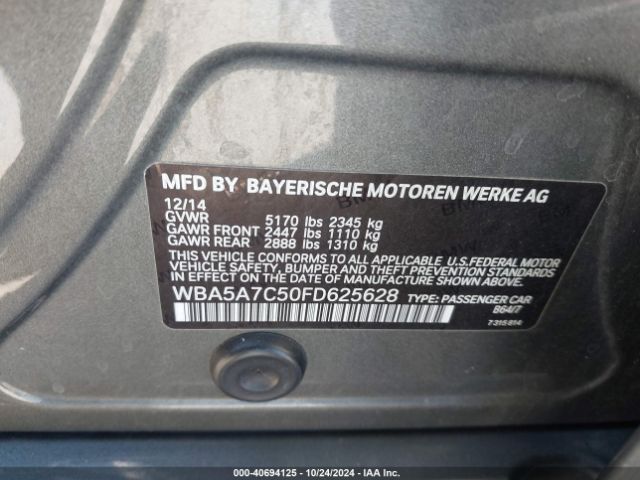 MFD BY BAYERISCHE MOTOREN WERKE AG
12/14
GVWR 5170 lbs 2345 kg
GAWR FRONT 2447 lbs 1110 kg
GAWR REAR 2888 lbs 1310 kg
THIS VEHICLE CONFORMS TO ALL APPLICABLE U.S.FEDERAL MOTOR
VEHICLE SAFETY, BUMPER, AND THEFT PREVENTION STANDARDS
IN EFFECT ON THE DATE OF MANUFACTURE SHOWN ABOVE.
WBA5A7C50FD625628 TYPE: PASSENGER CAR
B64/7
7315814
000-40694125 - 10/24/2024 - IAA Inc.